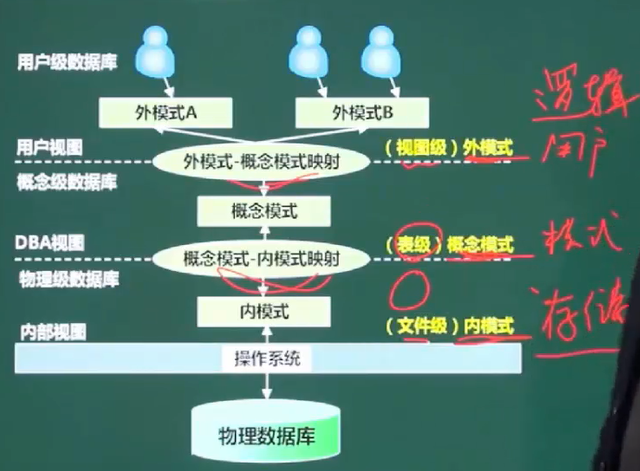 用户级数据库
外模式A
外模式B
逻辑
用户视图
外模式-概念模式映射
（视图级）外模式
用户
概念级数据库
概念模式
DBA视图
概念模式-内模式映射
（表级）概念模式
模式
物理级数据库
内模式
内部视图
（文件级）内模式
存储
操作系统
物理数据库